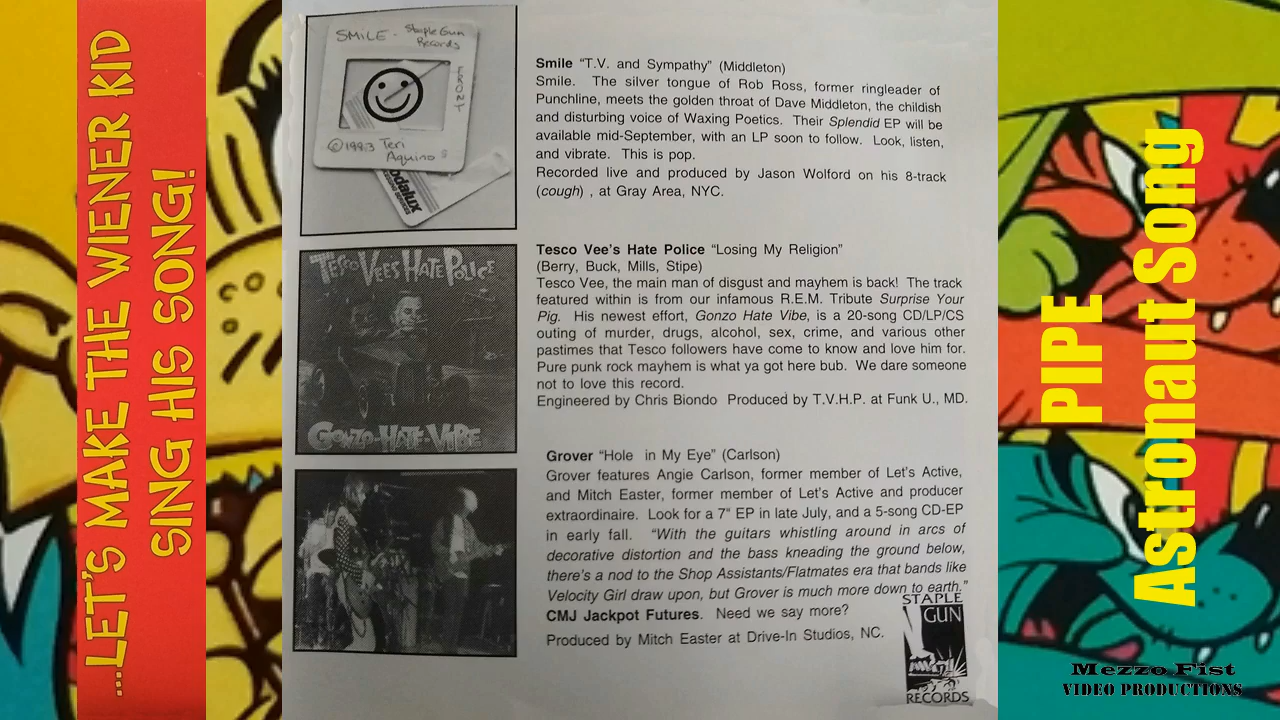 ...LET'S MAKE THE WIENER KID
SING HIS SONG!
SMILE - Staple Gun
Records
©1993 Teri
Aquino
Smile "T.V. and Sympathy" (Middleton)
Smile. The silver tongue of Rob Ross, former ringleader of
Punchline, meets the golden throat of Dave Middleton, the childish
and disturbing voice of Waxing Poetics. Their Splendid EP will be
available mid-September, with an LP soon to follow. Look, listen,
and vibrate. This is pop.
Recorded live and produced by Jason Wolford on his 8-track
(cough) , at Gray Area, NYC.
TESCO VEE'S HATE POLICE
GONZO-HATE-VIBE
Tesco Vee's Hate Police "Losing My Religion"
(Berry, Buck, Mills, Stipe)
Tesco Vee, the main man of disgust and mayhem is back! The track
featured within is from our infamous R.E.M. Tribute Surprise Your
Pig. His newest effort, Gonzo Hate Vibe, is a 20-song CD/LP/CS
outing of murder, drugs, alcohol, sex, crime, and various other
pastimes that Tesco followers have come to know and love him for.
Pure punk rock mayhem is what ya got here bub. We dare someone
not to love this record.
Engineered by Chris Biondo Produced by T.V.H.P. at Funk U., MD.
Grover "Hole in My Eye" (Carlson)
Grover features Angie Carlson, former member of Let's Active,
and Mitch Easter, former member of Let's Active and producer
extraordinaire. Look for a 7" EP in late July, and a 5-song CD-EP
in early fall. "With the guitars whistling around in arcs of
decorative distortion and the bass kneading the ground below,
there's a nod to the Shop Assistants/Flatmates era that bands like
Velocity Girl draw upon, but Grover is much more down to earth."
CMJ Jackpot Futures. Need we say more?
Produced by Mitch Easter at Drive-In Studios, NC.
STAPLE
GUN
RECORDS
PIPE
Astronaut Song
Mezzo Fist
VIDEO PRODUCTIONS